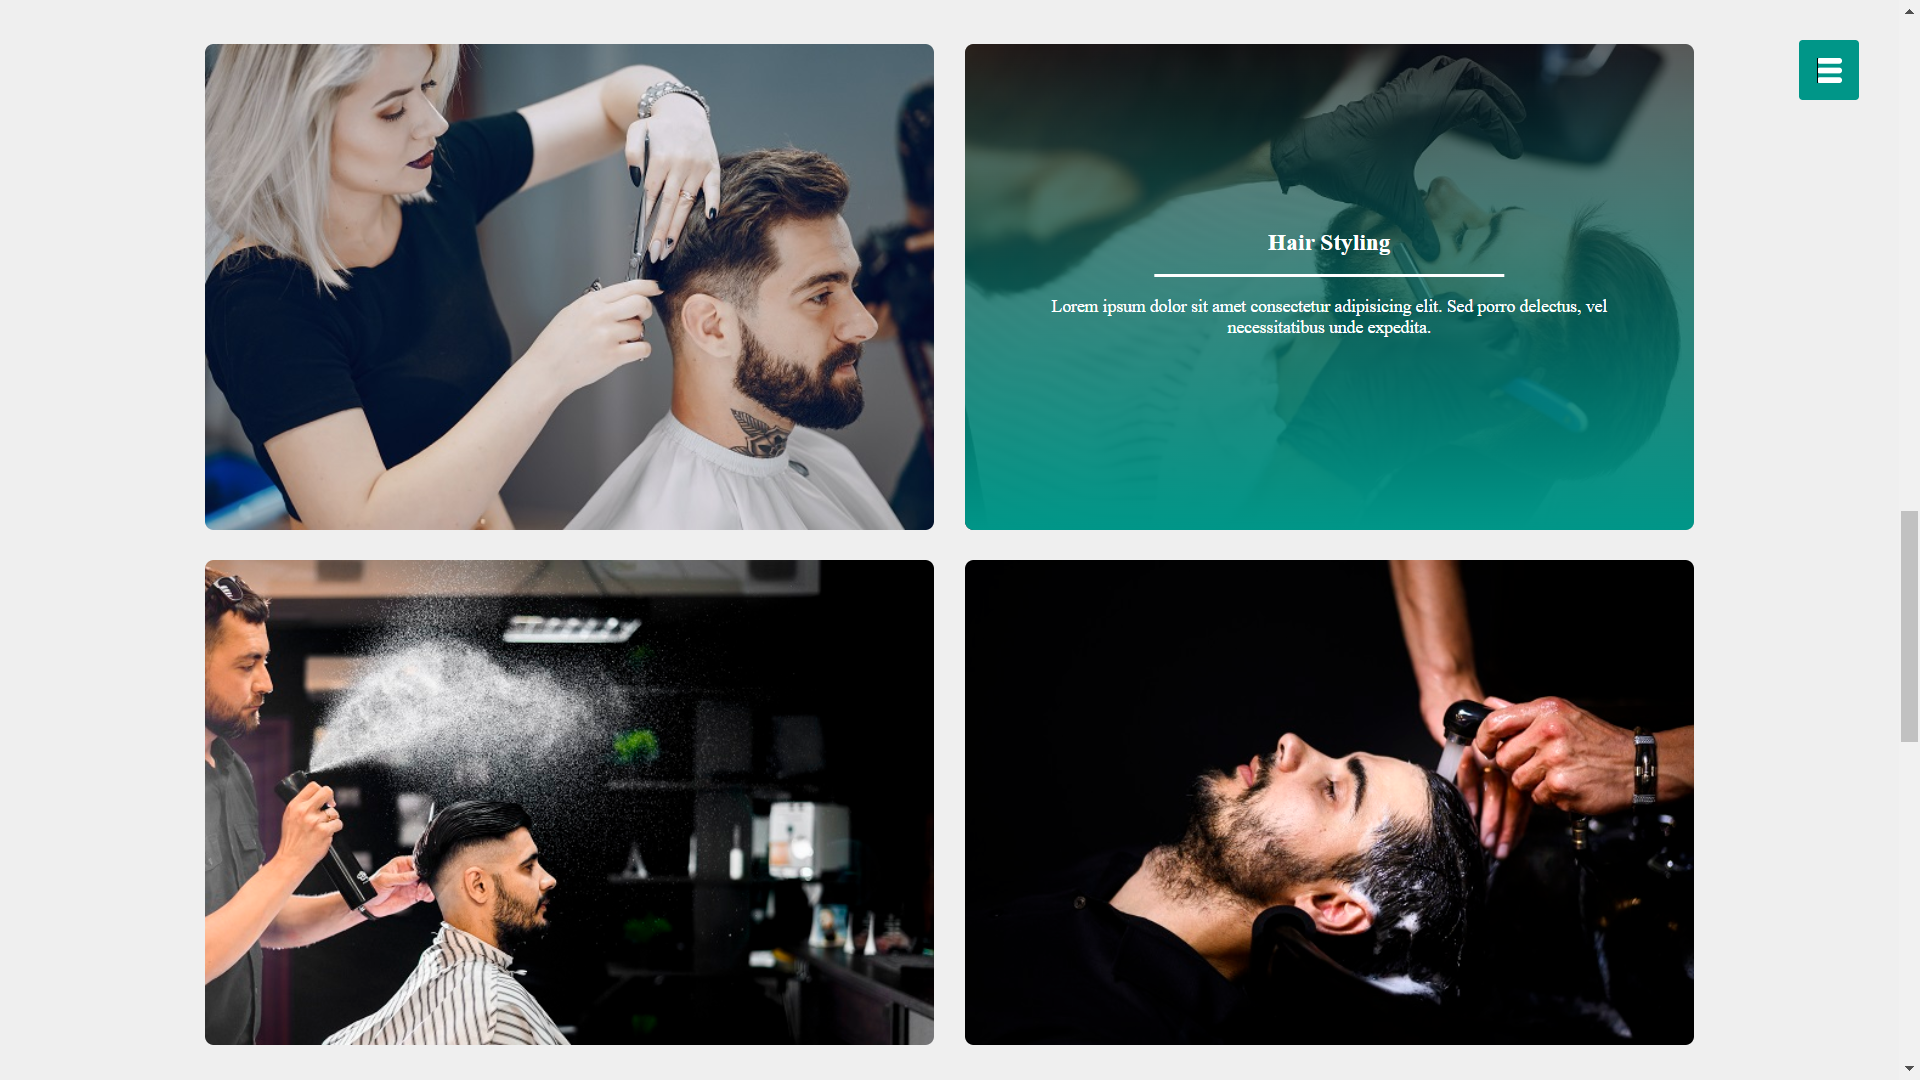 Hair Styling
Lorem ipsum dolor sit amet consectetur adipisicing elit. Sed porro delectus, vel
necessitatibus unde expedita.